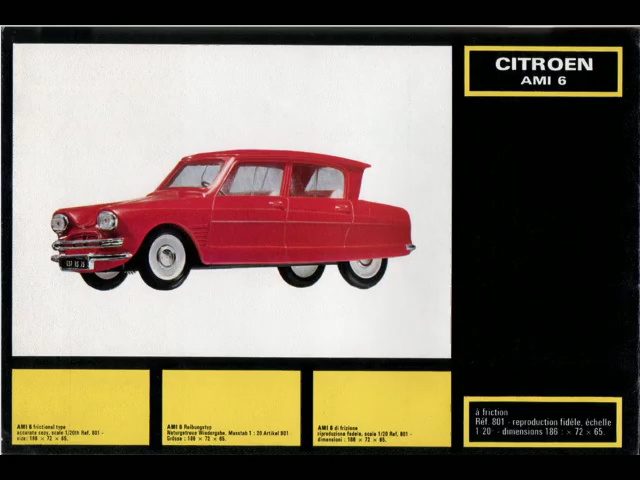 CITROEN
AMI 6
AMI 6 frictional type
accurate copy, scale 1/20th Ref. 801 -
size: 186 × 72 × 65.
AMI 6 Reibungstyp
Naturgetreue Wiedergabe, Masstab 1 : 20 Artikel 801
Grösse : 186 × 72 × 65.
AMI 6 di frizione
riproduzione fedele, scala 1/20 Ref. 801 -
dimensioni : 186 × 72 × 65.
à friction
Réf. 801 - reproduction fidèle, échelle
1 20e - dimensions 186 : × 72 × 65.